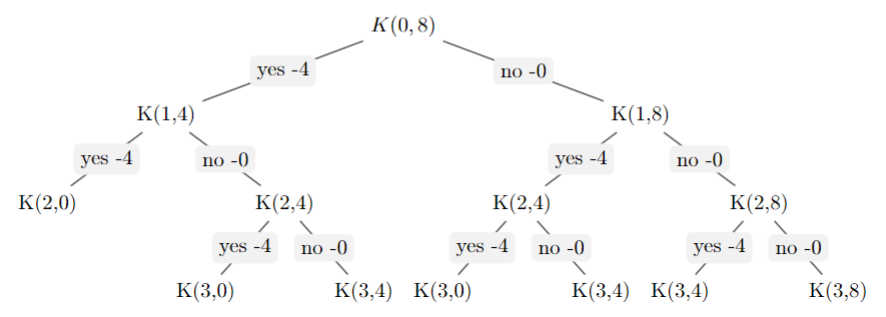 K(0, 8)
yes -4 no -0
K(1,4) K(1,8)
yes -4 no -0 yes -4 no -0
K(2,0) K(2,4) K(2,4) K(2,8)
yes -4 no -0 yes -4 no -0 yes -4 no -0
K(3,0) K(3,4) K(3,0) K(3,4) K(3,4) K(3,8)